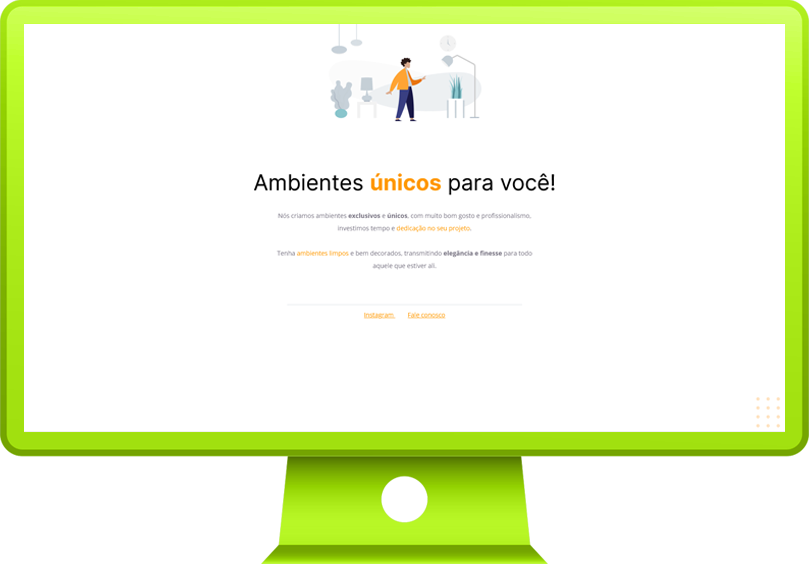 Ambientes únicos para você!
Nós criamos ambientes exclusivos e únicos, com muito bom gosto e profissionalismo,
investimos tempo e dedicação no seu projeto.
Tenha ambientes limpos e bem decorados, transmitindo elegância e finesse para todo
aquele que estiver ali.
Instagram Fale conosco